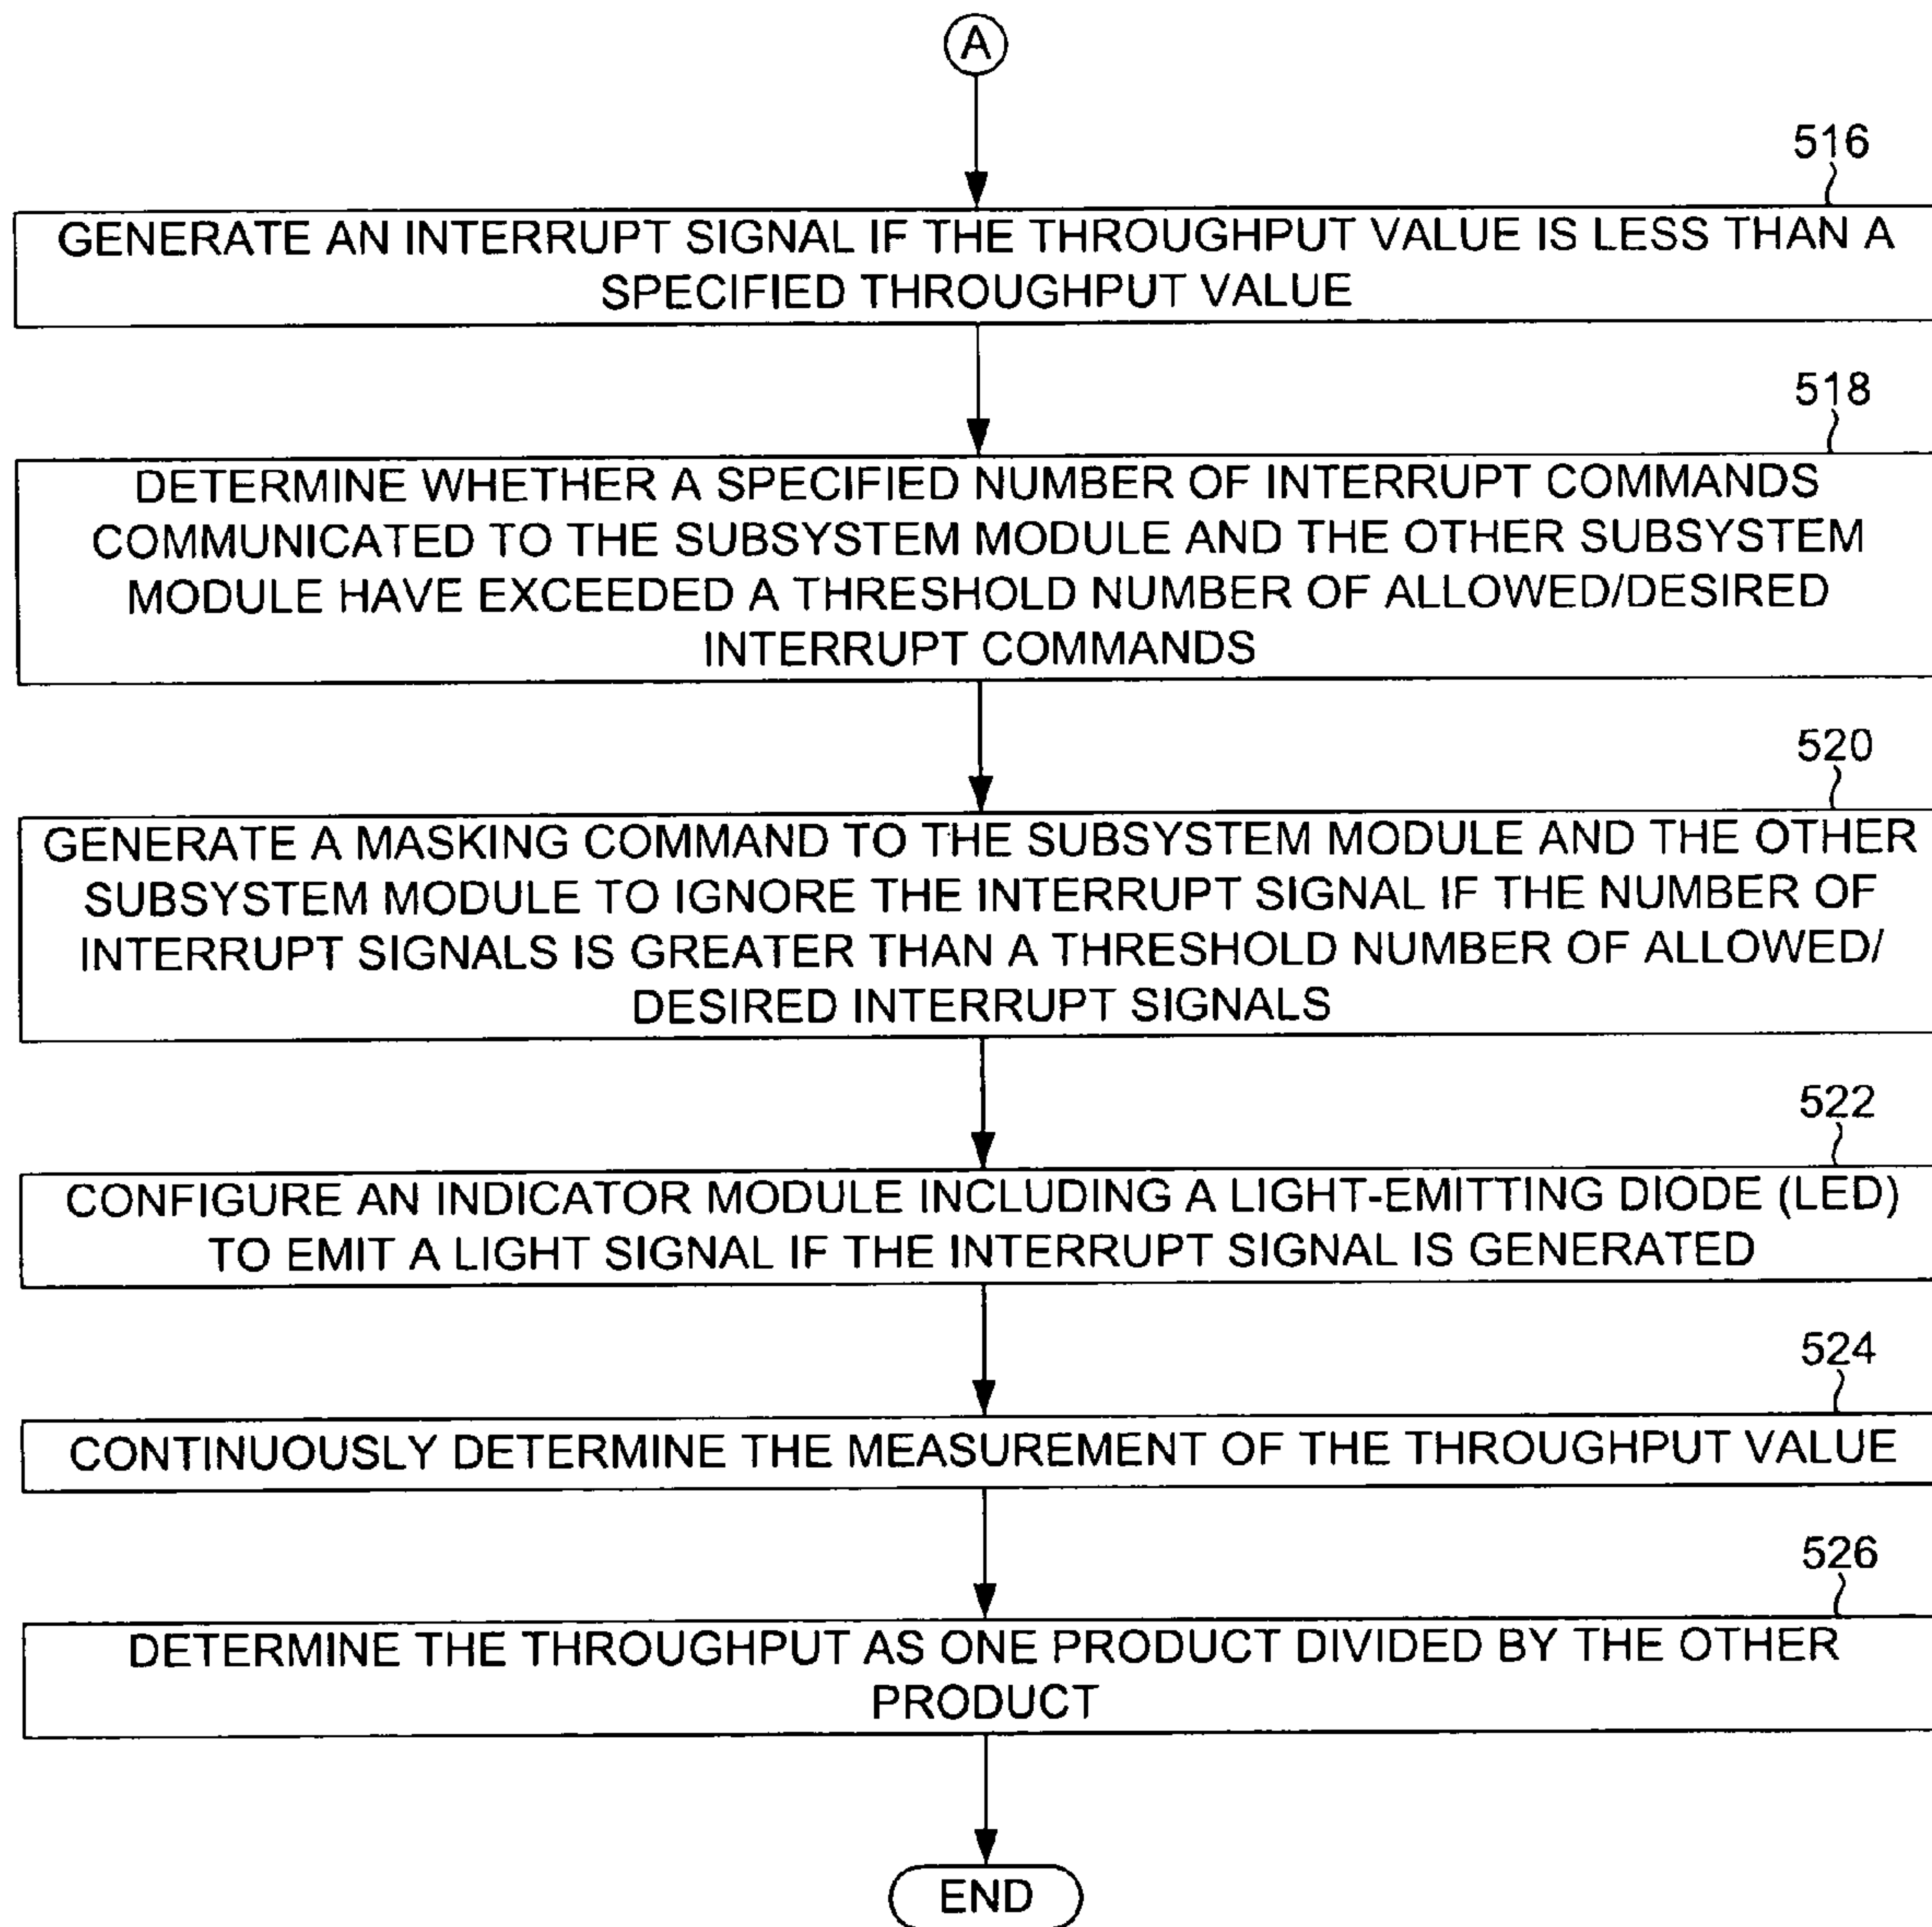 A
516
GENERATE AN INTERRUPT SIGNAL IF THE THROUGHPUT VALUE IS LESS THAN A
SPECIFIED THROUGHPUT VALUE
518
DETERMINE WHETHER A SPECIFIED NUMBER OF INTERRUPT COMMANDS
COMMUNICATED TO THE SUBSYSTEM MODULE AND THE OTHER SUBSYSTEM
MODULE HAVE EXCEEDED A THRESHOLD NUMBER OF ALLOWED/DESIRED
INTERRUPT COMMANDS
520
GENERATE A MASKING COMMAND TO THE SUBSYSTEM MODULE AND THE OTHER
SUBSYSTEM MODULE TO IGNORE THE INTERRUPT SIGNAL IF THE NUMBER OF
INTERRUPT SIGNALS IS GREATER THAN A THRESHOLD NUMBER OF ALLOWED/
DESIRED INTERRUPT SIGNALS
522
CONFIGURE AN INDICATOR MODULE INCLUDING A LIGHT-EMITTING DIODE (LED)
TO EMIT A LIGHT SIGNAL IF THE INTERRUPT SIGNAL IS GENERATED
524
CONTINUOUSLY DETERMINE THE MEASUREMENT OF THE THROUGHPUT VALUE
526
DETERMINE THE THROUGHPUT AS ONE PRODUCT DIVIDED BY THE OTHER
PRODUCT
END